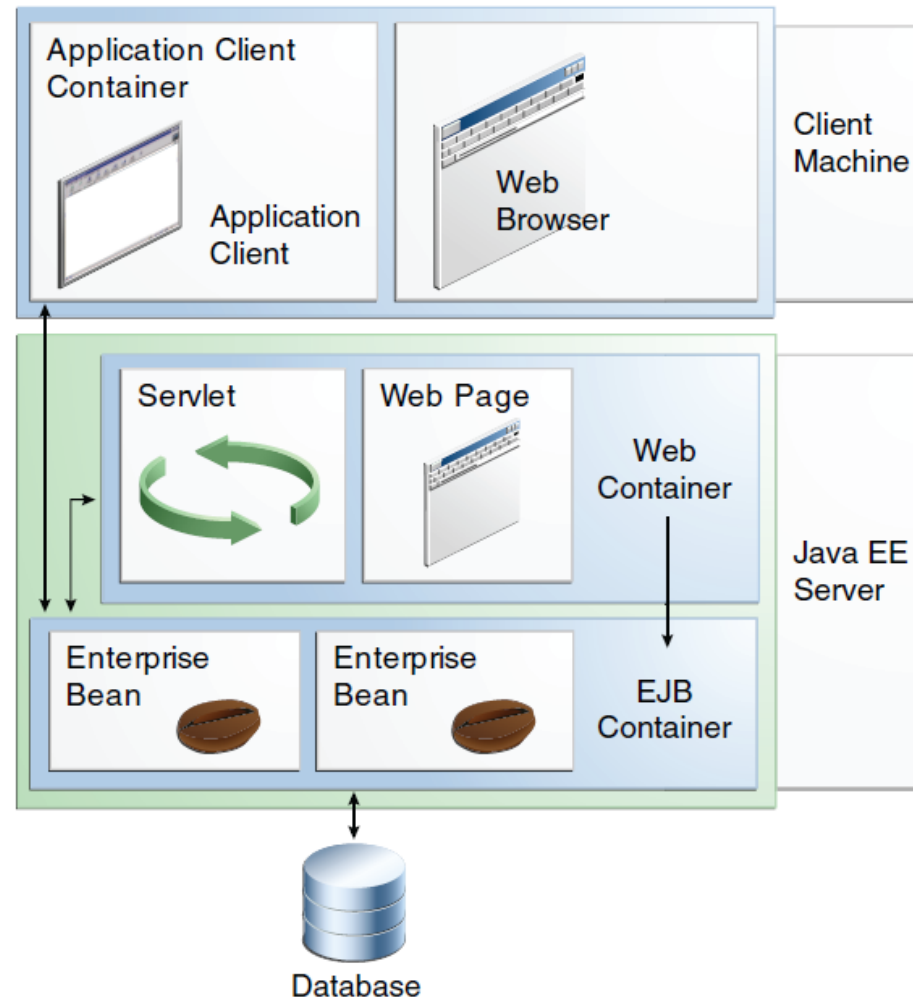 Application Client
Container
Application
Client
Web
Browser
Client
Machine
Servlet
Web Page
Web
Container
Java EE
Server
Enterprise
Bean
Enterprise
Bean
EJB
Container
Database